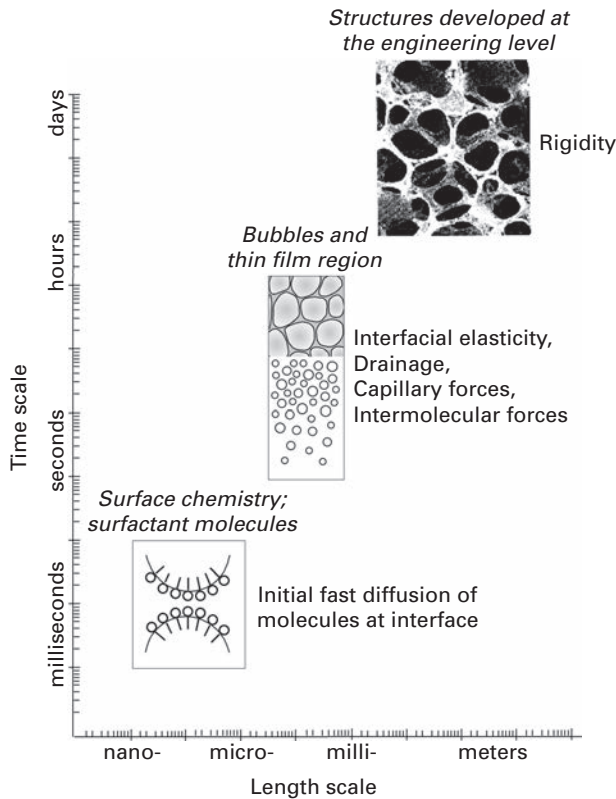 Structures developed at
the engineering level
Rigidity
Bubbles and
thin film region
Interfacial elasticity,
Drainage,
Capillary forces,
Intermolecular forces
Surface chemistry;
surfactant molecules
Initial fast diffusion of
molecules at interface
Time scale
days
hours
seconds
milliseconds
nano-
micro-
milli-
meters
Length scale